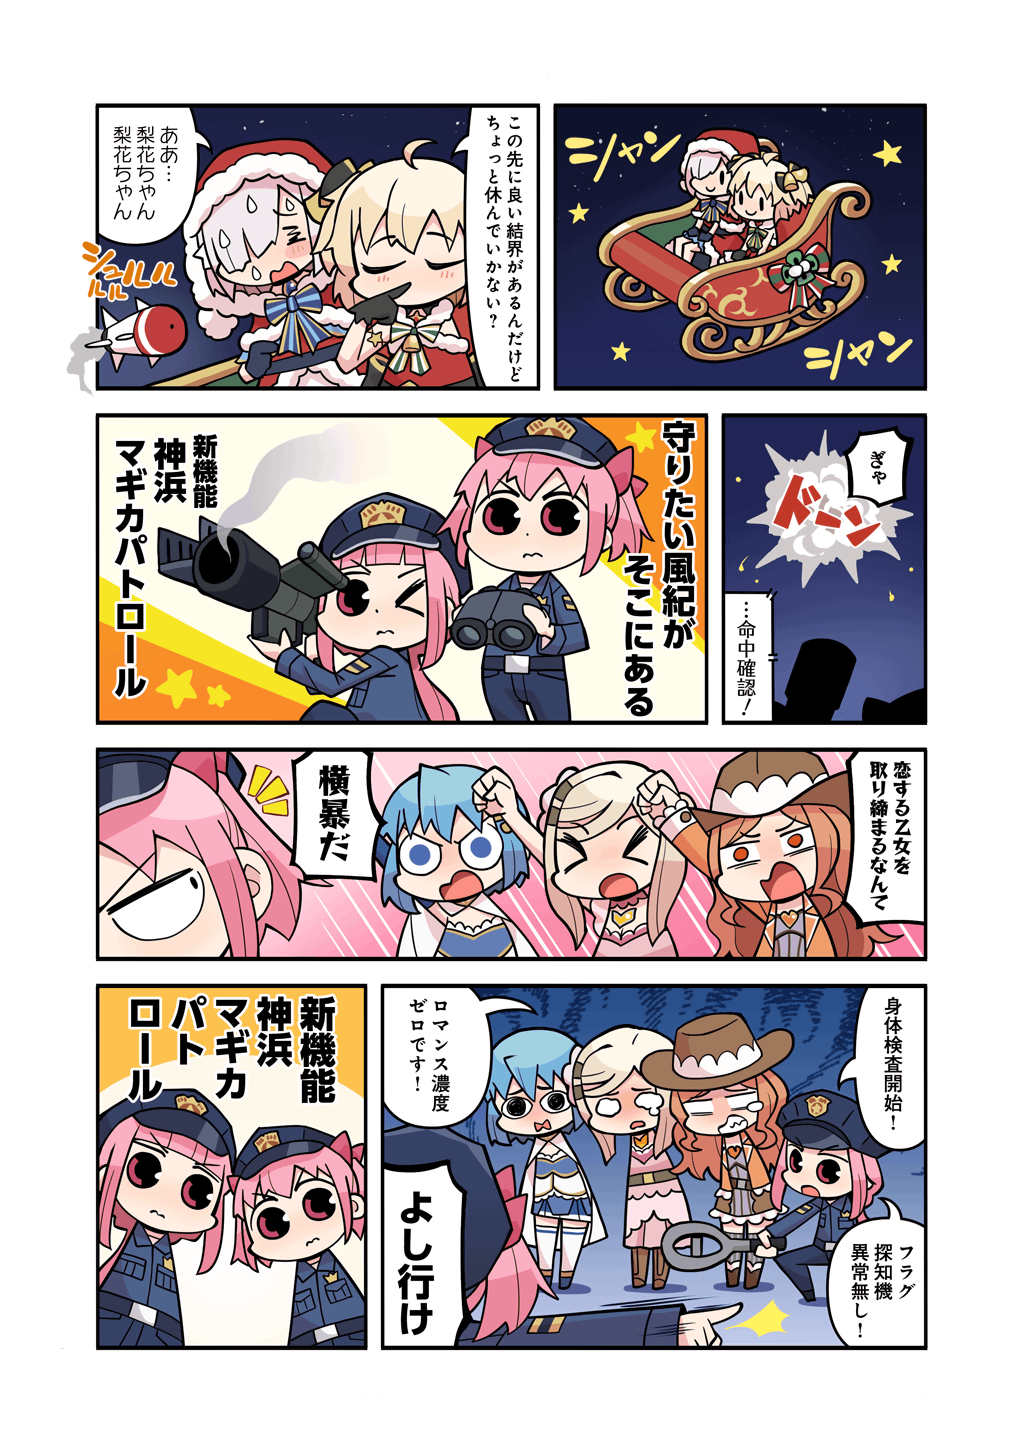 シャン
シャン
この先に良い結界があるんだけど
ちょっと休んでいかない？
ああ…
梨花ちゃん
梨花ちゃん
シュルルル
ルル
ぎゃ
ドーン
…命中確認！
守りたい風紀が
そこにある
新機能
神浜
マギカパトロール
恋する乙女を
取り締まるなんて
横暴だ
身体検査開始！
フラグ
探知機
異常無し！
ロマンス濃度
ゼロです！
よし行け
新機能
神浜
マギカ
パト
ロール